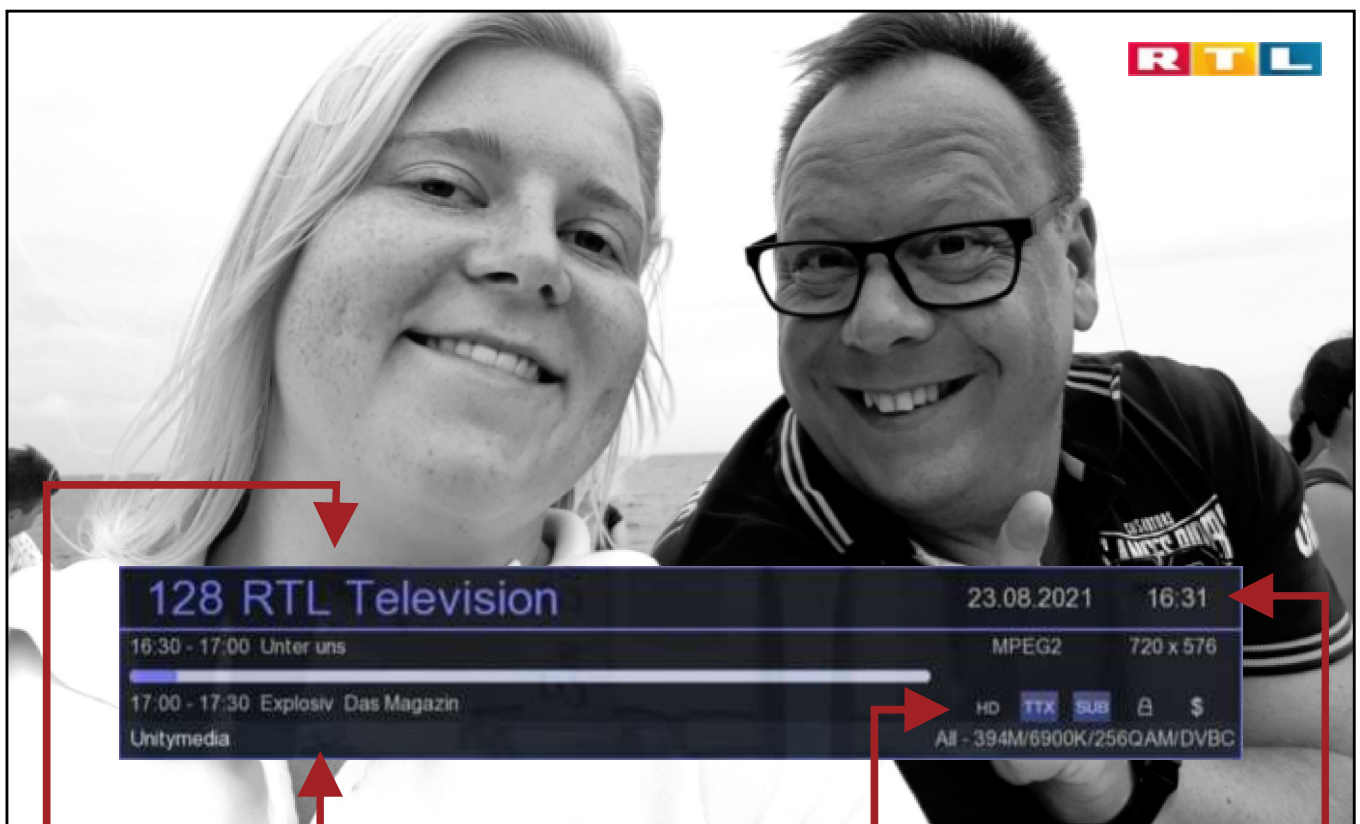 RTL
128 RTL Television 23.08.2021 16:31
16:30 - 17:00 Unter uns MPEG2 720 x 576
17:00 - 17:30 Explosiv Das Magazin HD TTX SUB $
Unitymedia All - 394M/6900K/256QAM/DVBC